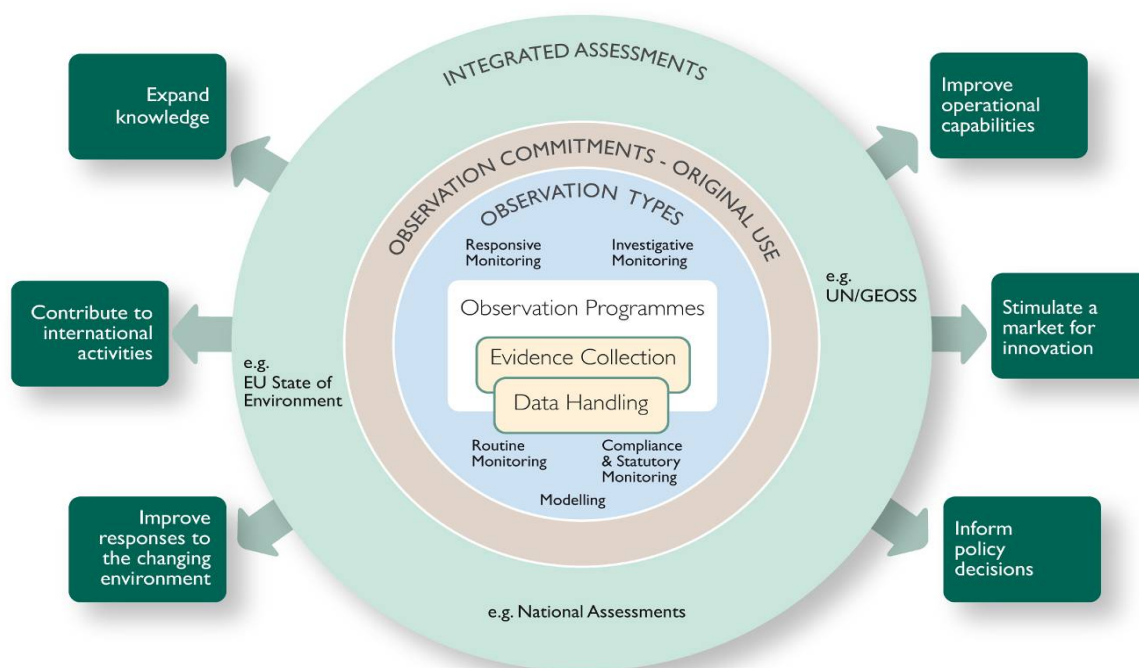 INTEGRATED ASSESSMENTS
OBSERVATION COMMITMENTS - ORIGINAL USE
OBSERVATION TYPES
Expand
knowledge
Improve
operational
capabilities
Responsive
Monitoring
Investigative
Monitoring
e.g.
UN/GEOSS
Observation Programmes
Contribute to
international
activities
Stimulate a
market for
innovation
Evidence Collection
e.g.
EU State of
Environment
Data Handling
Routine
Monitoring
Compliance
& Statutory
Monitoring
Modelling
Improve
responses to
the changing
environment
Inform
policy
decisions
e.g. National Assessments